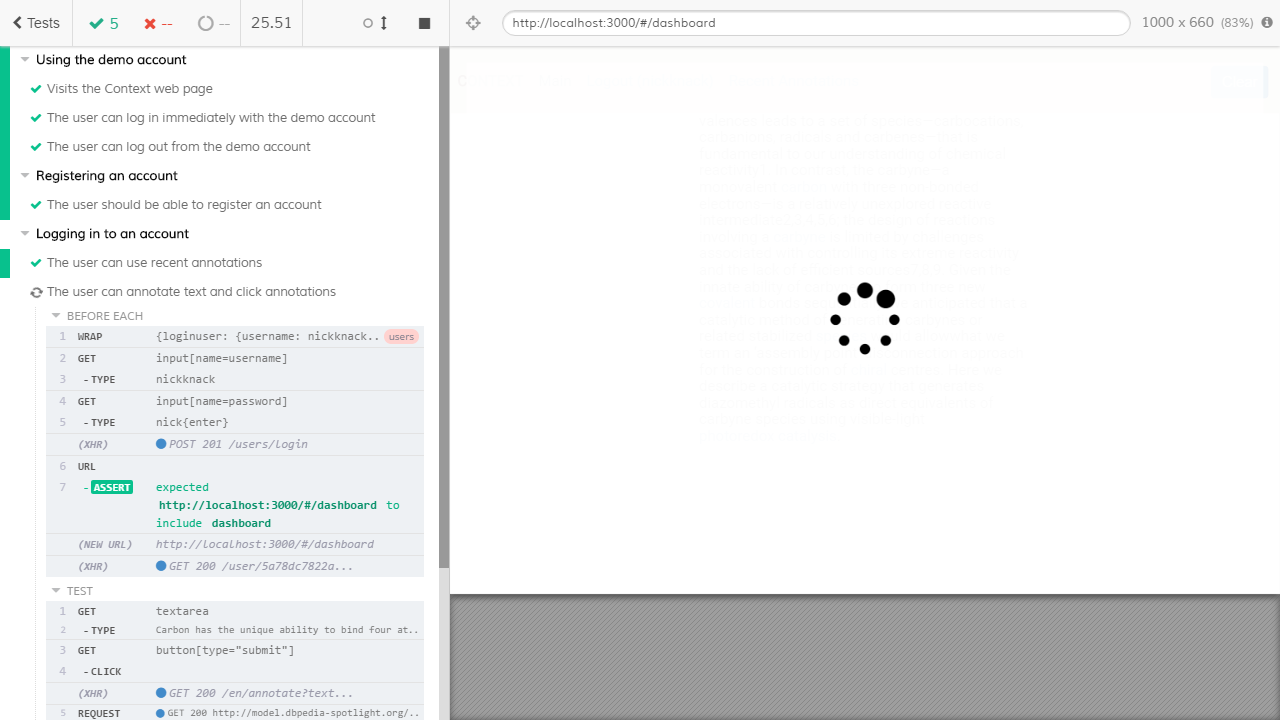 Tests 5 -- -- 25.51 http://localhost:3000/#/dashboard 1000 x 660 (83%)
Using the demo account
Visits the Context web page
The user can log in immediately with the demo account
The user can log out from the demo account
Registering an account
The user should be able to register an account
Logging in to an account
The user can use recent annotations
The user can annotate text and click annotations
BEFORE EACH
1 WRAP {loginuser: {username: nickknack.. users
2 GET input[name=username]
3 -TYPE nickknack
4 GET input[name=password]
5 -TYPE nick{enter}
(XHR) POST 201 /users/login
6 URL
7 -ASSERT expected
http://localhost:3000/#/dashboard to
include dashboard
(NEW URL) http://localhost:3000/#/dashboard
(XHR) GET 200 /user/5a78dc7822a...
TEST
1 GET textarea
2 -TYPE Carbon has the unique ability to bind four at..
3 GET button[type="submit"]
4 -CLICK
(XHR) GET 200 /en/annotate?text...
5 REQUEST GET 200 http://model.dbpedia-spotlight.org/..